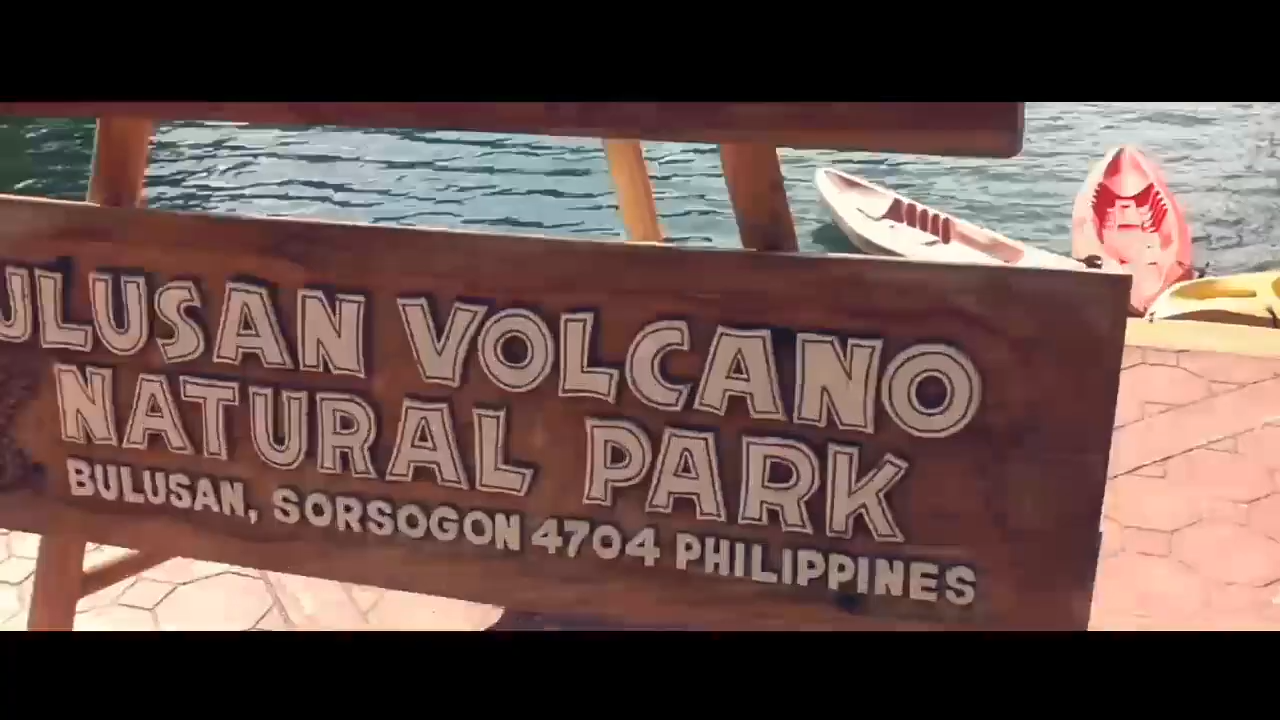 ULUSAN VOLCANO
NATURAL PARK
BULUSAN, SORSOGON 4704 PHILIPPINES